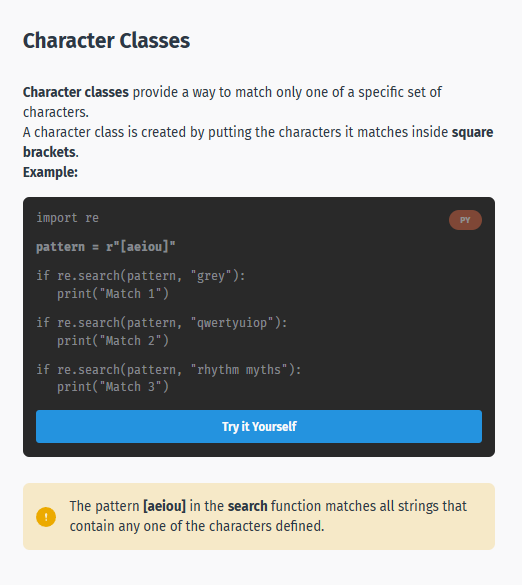 Character Classes
Character classes provide a way to match only one of a specific set of
characters.
A character class is created by putting the characters it matches inside square
brackets.
Example:
import re
PY
pattern = r"[aeiou]"
if re.search(pattern, "grey"):
   print("Match 1")
if re.search(pattern, "qwertyuiop"):
   print("Match 2")
if re.search(pattern, "rhythm myths"):
   print("Match 3")
Try it Yourself
!
The pattern [aeiou] in the search function matches all strings that
contain any one of the characters defined.